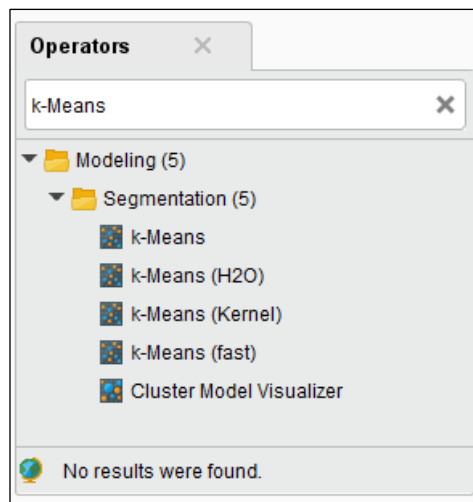 Operators
k-Means
Modeling (5)
Segmentation (5)
k-Means
k-Means (H2O)
k-Means (Kernel)
k-Means (fast)
Cluster Model Visualizer
No results were found.